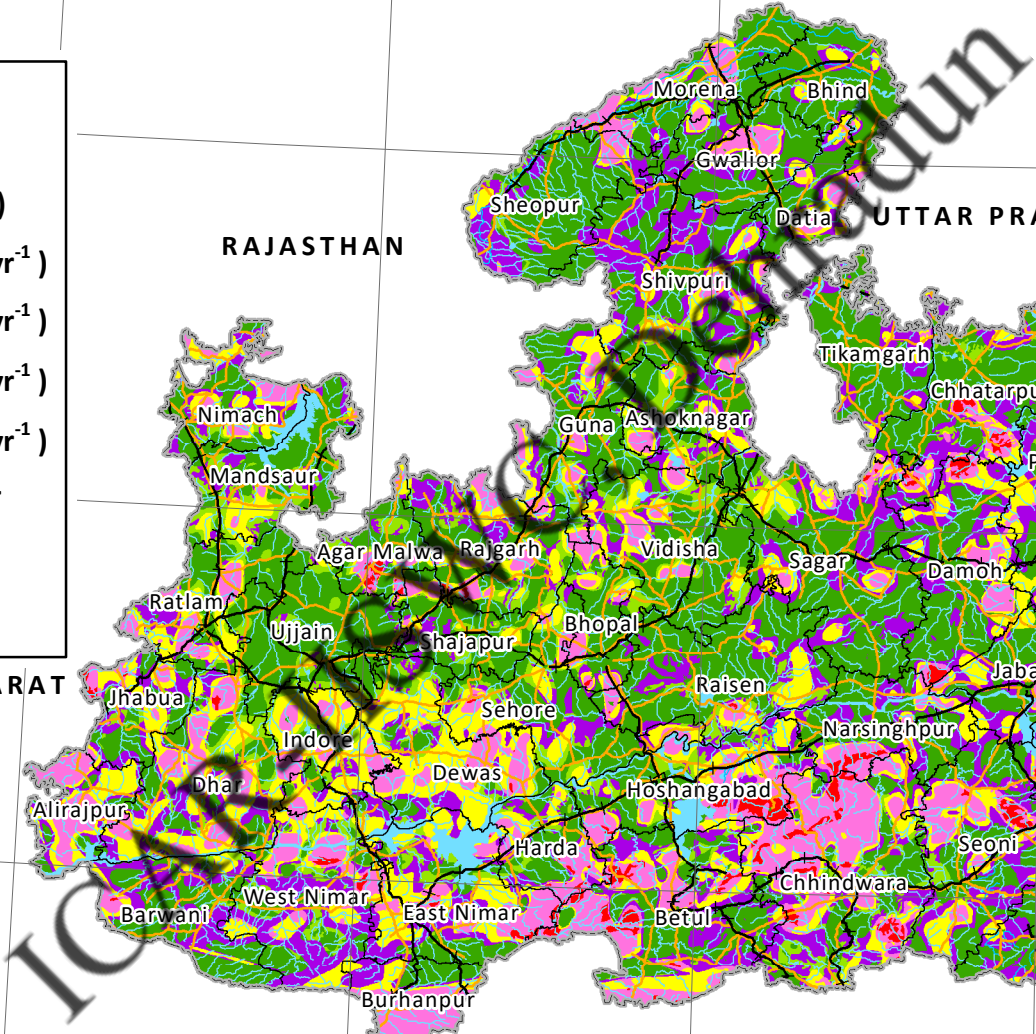 )
yr-1 )
yr-1 )
yr-1 )
yr-1 )
RAJASTHAN
UTTAR PRA
ARAT
Morena
Bhind
Gwalior
Sheopur
Datia
Shivpuri
Tikamgarh
Chhatarpu
Nimach
Guna
Ashoknagar
P
Mandsaur
Agar Malwa
Rajgarh
Vidisha
Sagar
Damoh
Ratlam
Ujjain
Bhopal
Shajapur
Jhabua
Raisen
Jaba
Sehore
Indore
Narsinghpur
Dewas
Dhar
Hoshangabad
Alirajpur
Harda
Seoni
Chhindwara
West Nimar
East Nimar
Barwani
Betul
Burhanpur
ICAR-IISWC, Dehradun